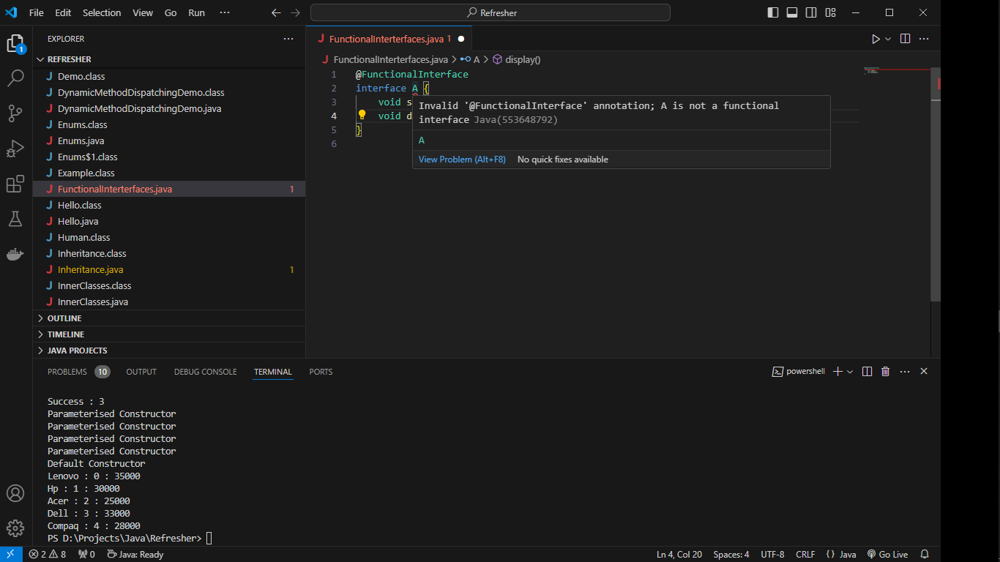 File Edit Selection View Go Run ··· Refresher
EXPLORER ···
REFRESHER
Demo.class
DynamicMethodDispatchingDemo.class
DynamicMethodDispatchingDemo.java
Enums.class
Enums.java
Enums$1.class
Example.class
FunctionalInterterfaces.java 1
Hello.class
Hello.java
Human.class
Inheritance.class
Inheritance.java 1
InnerClasses.class
InnerClasses.java
OUTLINE
TIMELINE
JAVA PROJECTS
1
FunctionalInterterfaces.java 1
FunctionalInterterfaces.java > A > display()
1 @FunctionalInterface
2 interface A {
3 void s
4 void d
5 }
6
Invalid '@FunctionalInterface' annotation; A is not a functional
interface Java(553648792)
A
View Problem (Alt+F8) No quick fixes available
PROBLEMS 10 OUTPUT DEBUG CONSOLE TERMINAL PORTS powershell
Success : 3
Parameterised Constructor
Parameterised Constructor
Parameterised Constructor
Parameterised Constructor
Default Constructor
Lenovo : 0 : 35000
Hp : 1 : 30000
Acer : 2 : 25000
Dell : 3 : 33000
Compaq : 4 : 28000
PS D:\Projects\Java\Refresher>
2 8 0 Java: Ready Ln 4, Col 20 Spaces: 4 UTF-8 CRLF {} Java Go Live